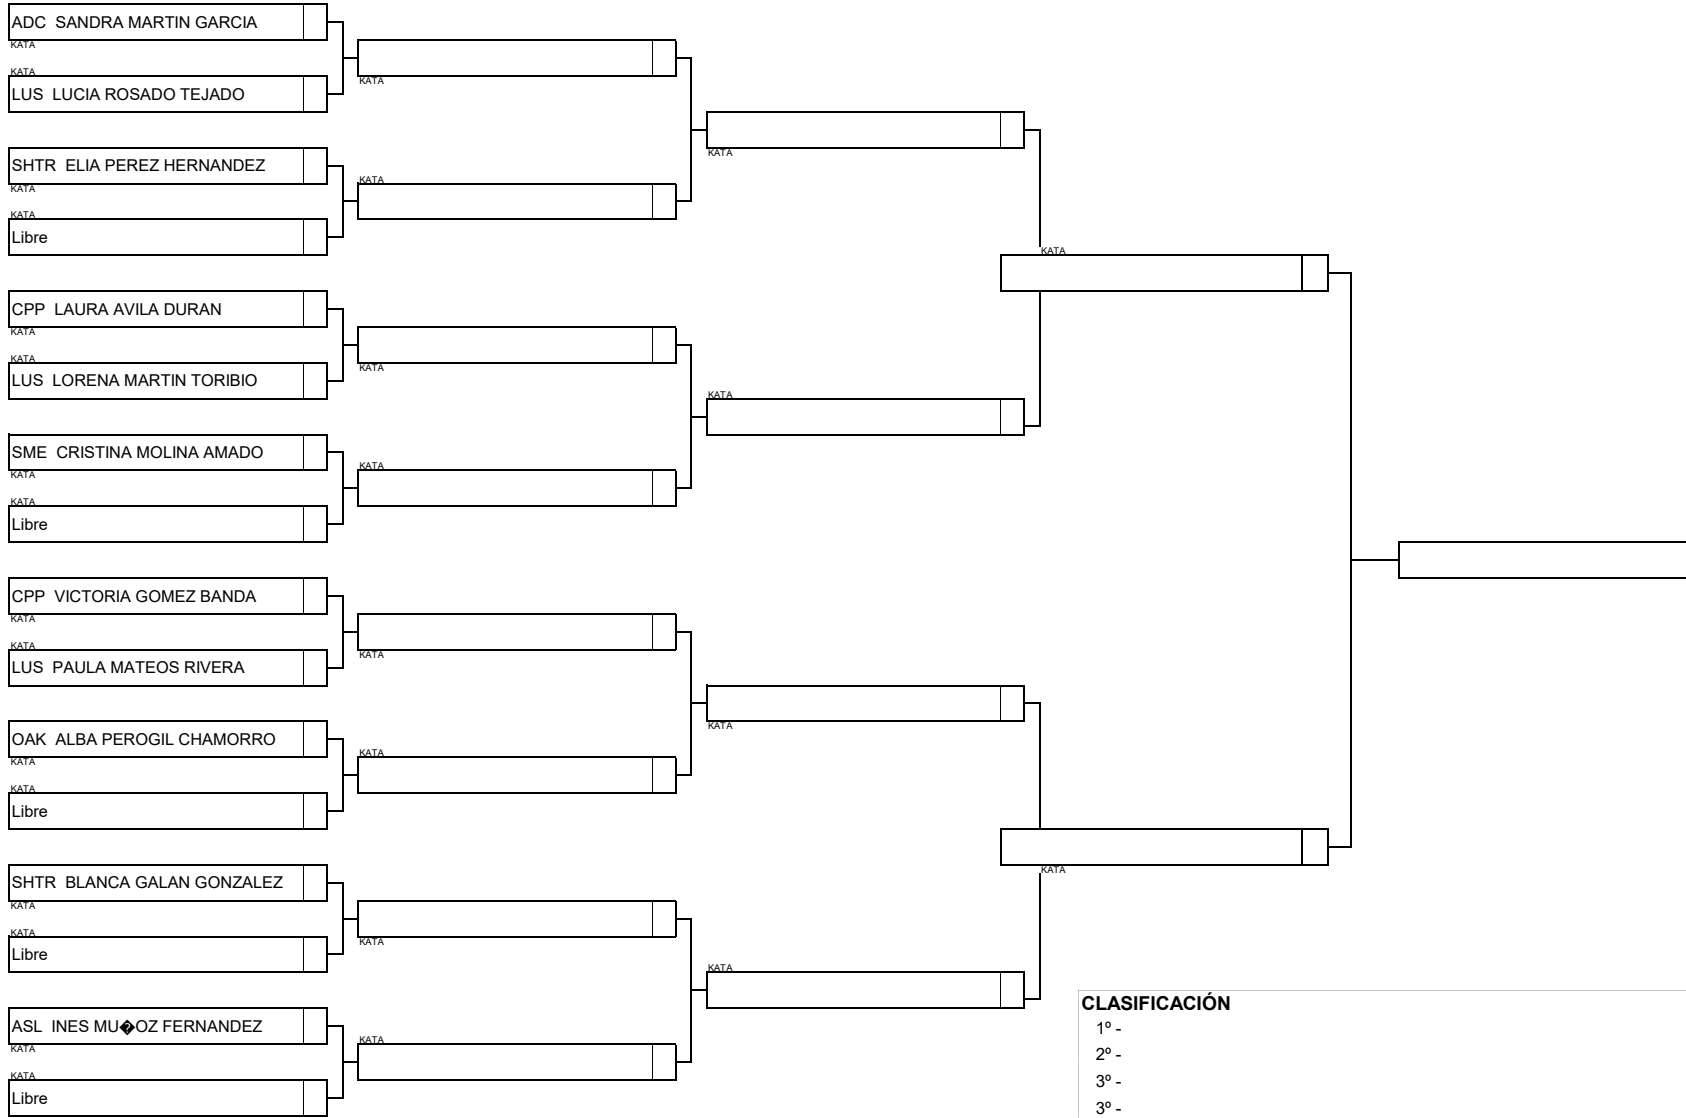 ADC  SANDRA MARTIN GARCIA
KATA
KATA
KATA
LUS  LUCIA ROSADO TEJADO
KATA
SHTR  ELIA PEREZ HERNANDEZ
KATA
KATA
KATA
Libre
KATA
CPP  LAURA AVILA DURAN
KATA
KATA
KATA
LUS  LORENA MARTIN TORIBIO
KATA
SME  CRISTINA MOLINA AMADO
KATA
KATA
KATA
Libre
CPP  VICTORIA GOMEZ BANDA
KATA
KATA
KATA
LUS  PAULA MATEOS RIVERA
KATA
OAK  ALBA PEROGIL CHAMORRO
KATA
KATA
KATA
Libre
KATA
SHTR  BLANCA GALAN GONZALEZ
KATA
KATA
KATA
Libre
KATA
ASL  INES MU�OZ FERNANDEZ
KATA
KATA
KATA
Libre
CLASIFICACIÓN
1º -
2º -
3º -
3º -